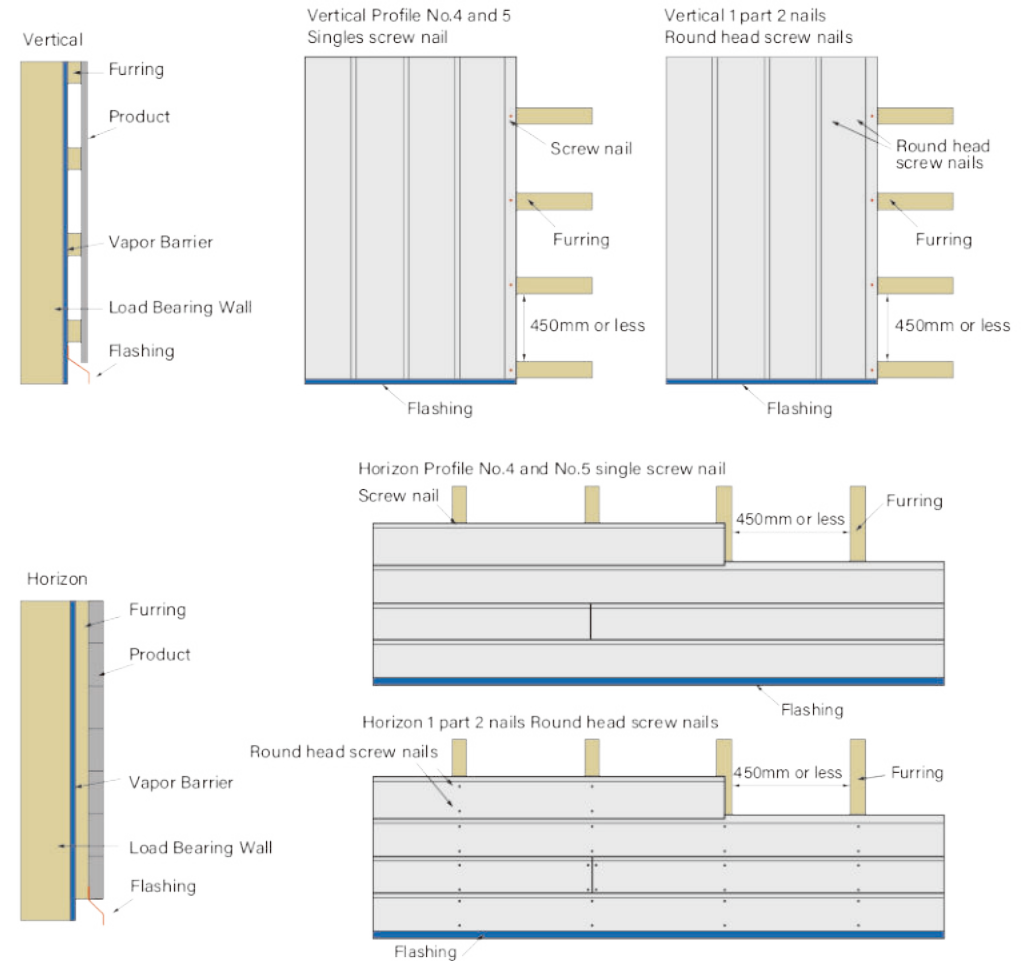 Vertical
Furring
Product
Vapor Barrier
Load Bearing Wall
Flashing
Vertical Profile No.4 and 5
Singles screw nail
Screw nail
Furring
450mm or less
Flashing
Vertical 1 part 2 nails
Round head screw nails
Round head
screw nails
Furring
450mm or less
Flashing
Horizon
Furring
Product
Vapor Barrier
Load Bearing Wall
Flashing
Horizon Profile No.4 and No.5 single screw nail
Screw nail
450mm or less
Furring
Flashing
Horizon 1 part 2 nails Round head screw nails
Round head screw nails
450mm or less
Furring
Flashing